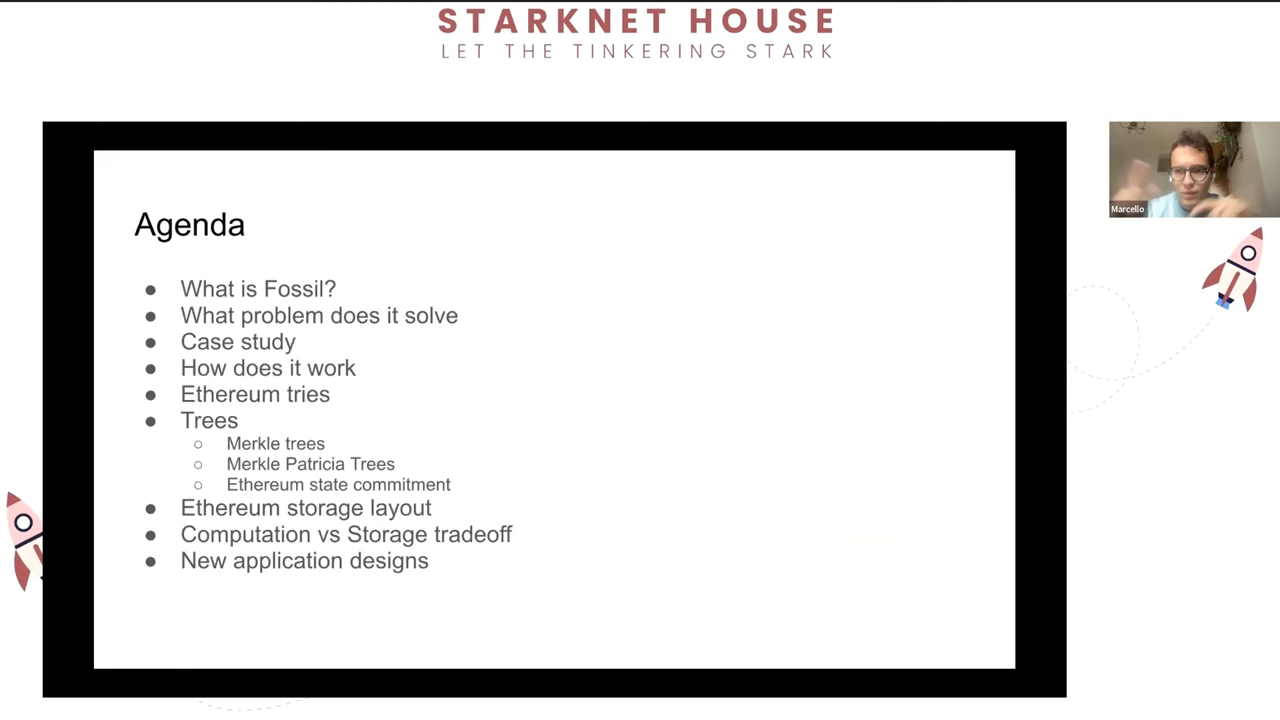 STARKNET HOUSE
LET THE TINKERING STARK
Marcello
Agenda
● What is Fossil?
● What problem does it solve
● Case study
● How does it work
● Ethereum tries
● Trees
○ Merkle trees
○ Merkle Patricia Trees
○ Ethereum state commitment
● Ethereum storage layout
● Computation vs Storage tradeoff
● New application designs